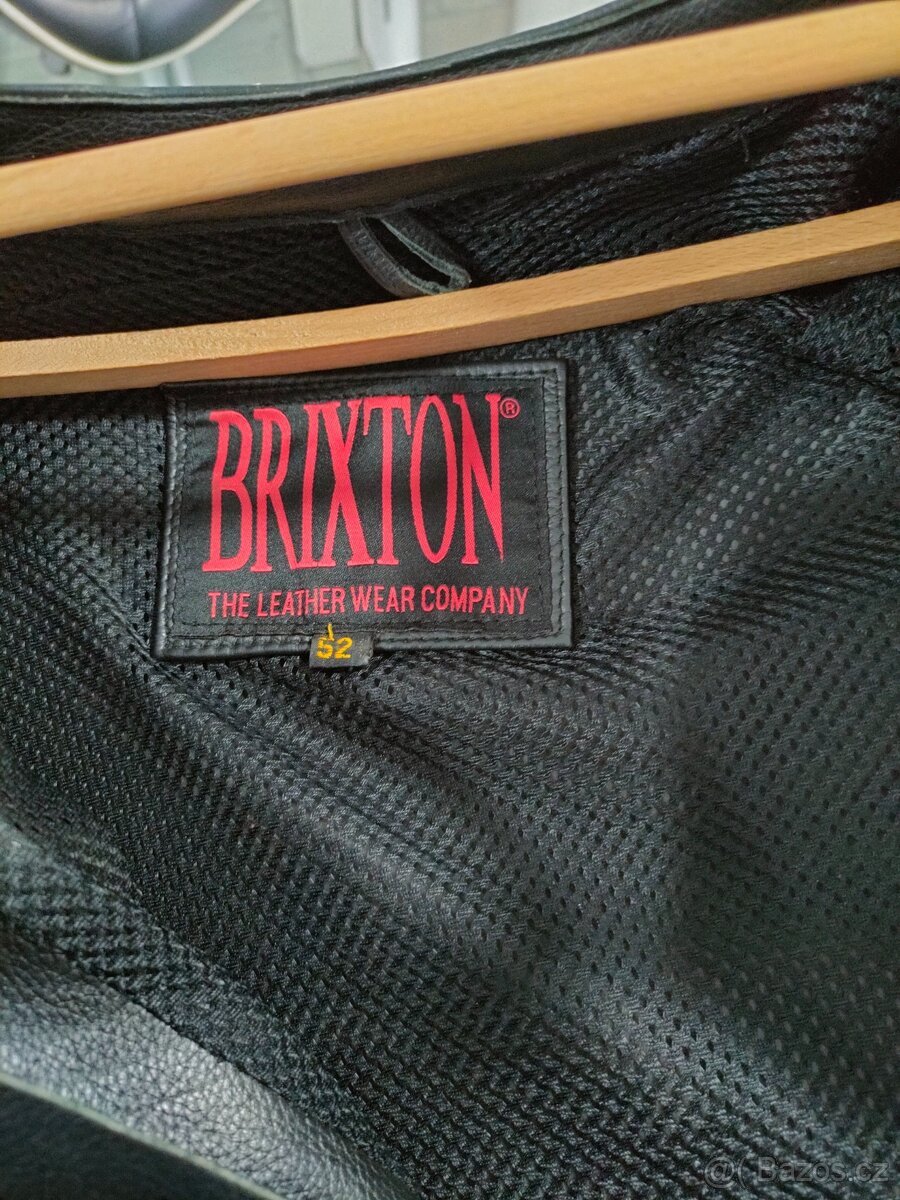 BRIXTON®
THE LEATHER WEAR COMPANY
52
@ Bazos.cz